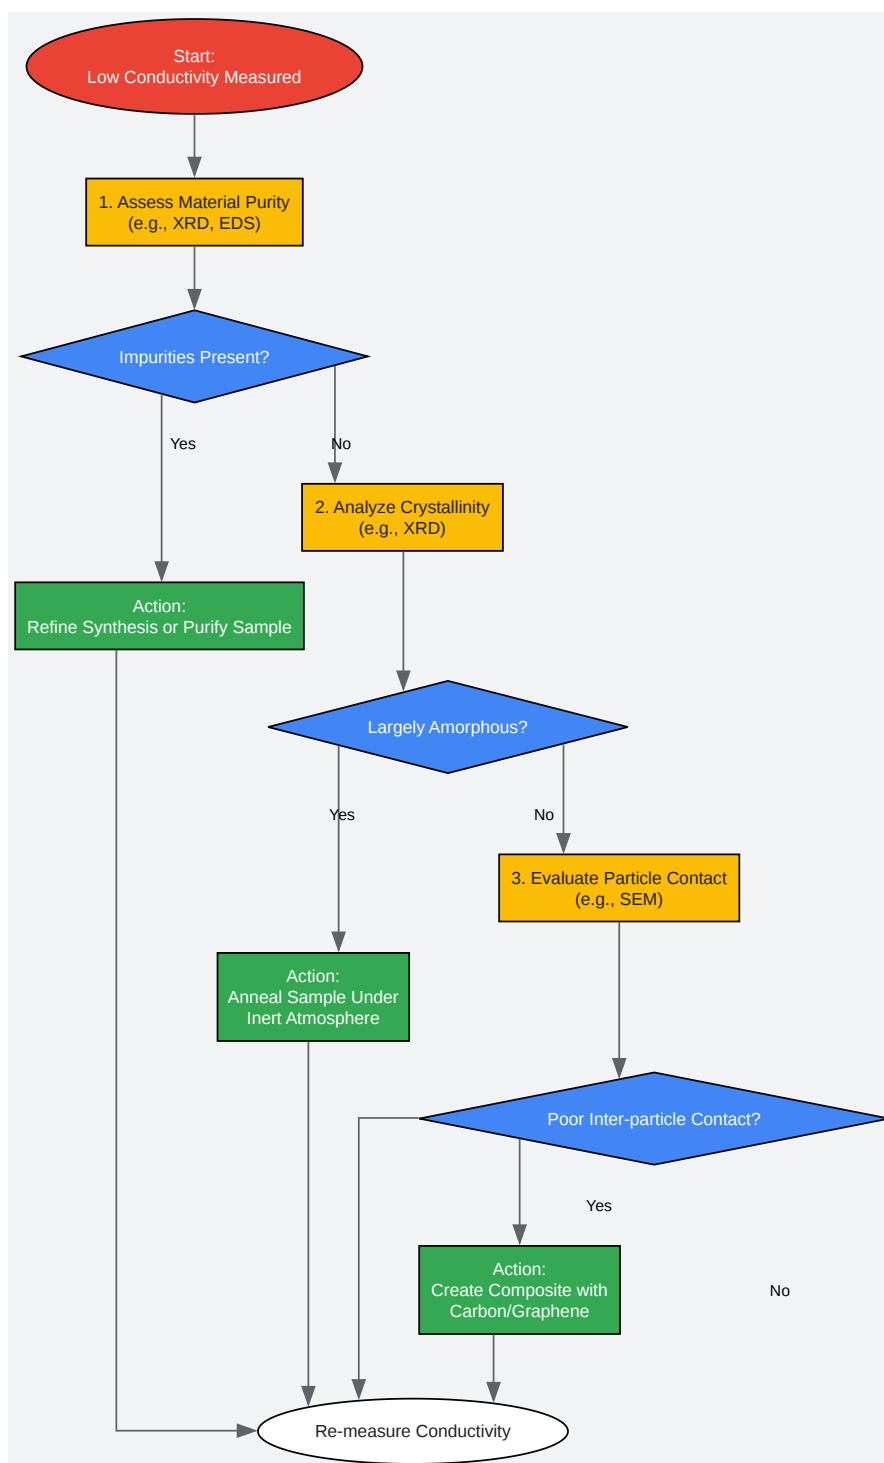 Start:
Low Conductivity Measured
1. Assess Material Purity
(e.g., XRD, EDS)
Impurities Present?
Yes
No
2. Analyze Crystallinity
(e.g., XRD)
Action:
Refine Synthesis or Purify Sample
Largely Amorphous?
Yes
No
3. Evaluate Particle Contact
(e.g., SEM)
Action:
Anneal Sample Under
Inert Atmosphere
Poor Inter-particle Contact?
Yes
Action:
Create Composite with
Carbon/Graphene
No
Re-measure Conductivity